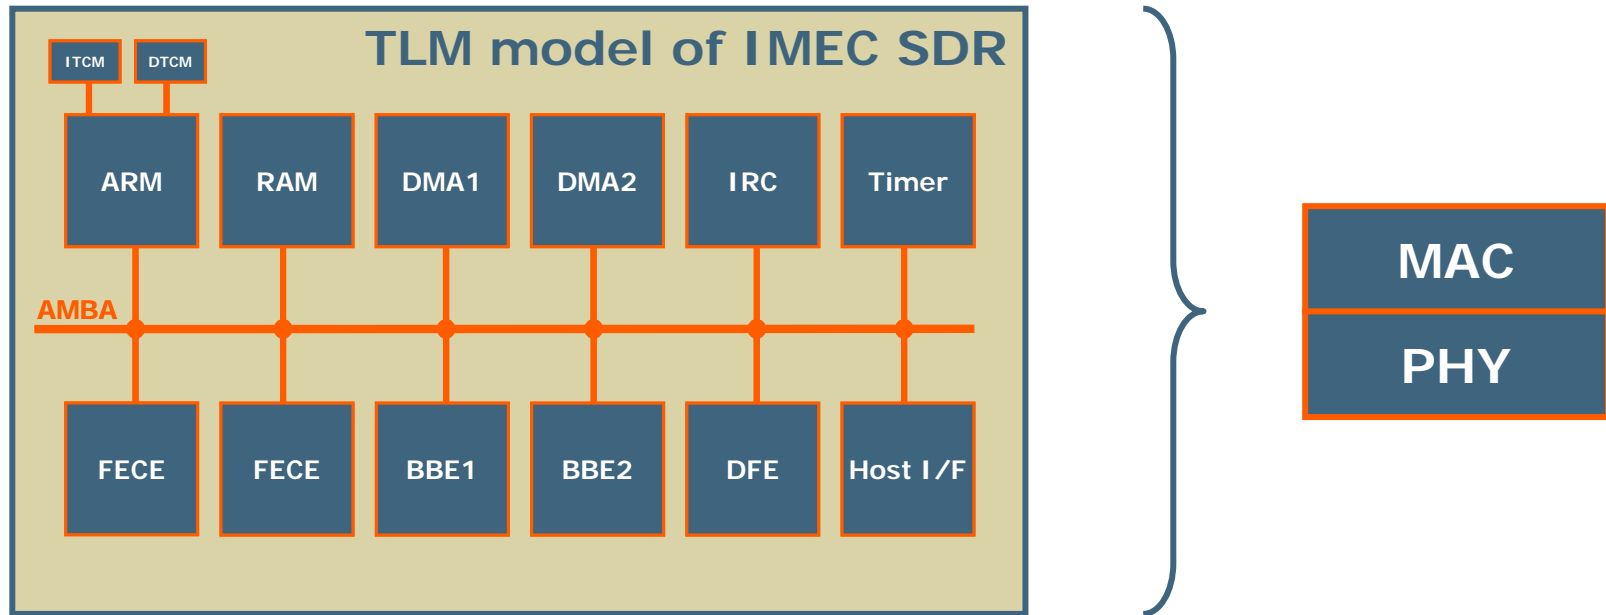 TLM model of IMEC SDR
ITCM
DTCM
ARM
RAM
DMA1
DMA2
IRC
Timer
AMBA
FECE
FECE
BBE1
BBE2
DFE
Host I/F
MAC
PHY